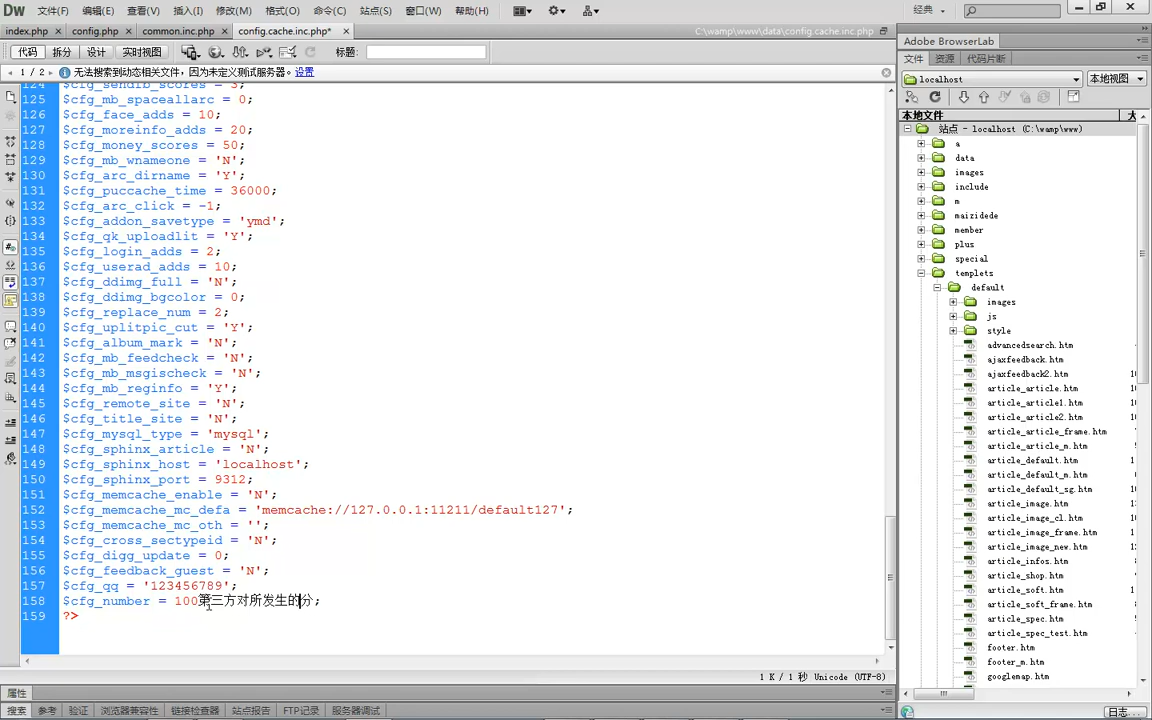 Dw 文件(F) 编辑(E) 查看(V) 插入(I) 修改(M) 格式(O) 命令(C) 站点(S) 窗口(W) 帮助(H) 经典
index.php × config.php × common.inc.php × config.cache.inc.php* × C:\wamp\www\data\config.cache.inc.php
代码 拆分 设计 实时视图 标题:
1 / 2 无法搜索到动态相关文件，因为未定义测试服务器。 设置
124 $cfg_sendfb_scores = 3;
125 $cfg_mb_spaceallarc = 0;
126 $cfg_face_adds = 10;
127 $cfg_moreinfo_adds = 20;
128 $cfg_money_scores = 50;
129 $cfg_mb_wnameone = 'N';
130 $cfg_arc_dirname = 'Y';
131 $cfg_puccache_time = 36000;
132 $cfg_arc_click = -1;
133 $cfg_addon_savetype = 'ymd';
134 $cfg_qk_uploadlit = 'Y';
135 $cfg_login_adds = 2;
136 $cfg_userad_adds = 10;
137 $cfg_ddimg_full = 'N';
138 $cfg_ddimg_bgcolor = 0;
139 $cfg_replace_num = 2;
140 $cfg_uplitpic_cut = 'Y';
141 $cfg_album_mark = 'N';
142 $cfg_mb_feedcheck = 'N';
143 $cfg_mb_msgischeck = 'N';
144 $cfg_mb_reginfo = 'Y';
145 $cfg_remote_site = 'N';
146 $cfg_title_site = 'N';
147 $cfg_mysql_type = 'mysql';
148 $cfg_sphinx_article = 'N';
149 $cfg_sphinx_host = 'localhost';
150 $cfg_sphinx_port = 9312;
151 $cfg_memcache_enable = 'N';
152 $cfg_memcache_mc_defa = 'memcache://127.0.0.1:11211/default127';
153 $cfg_memcache_mc_oth = '';
154 $cfg_cross_sectypeid = 'N';
155 $cfg_digg_update = 0;
156 $cfg_feedback_guest = 'N';
157 $cfg_qq = '123456789';
158 $cfg_number = 100第三方对所发生的分;
159 ?>
1 K / 1 秒 Unicode (UTF-8)
属性
搜索 参考 验证 浏览器兼容性 链接检查器 站点报告 FTP记录 服务器调试
Adobe BrowserLab
文件 资源 代码片断
localhost 本地视图
本地文件 大
站点 - localhost (C:\wamp\www)
a
data
images
include
m
maizidede
member
plus
special
templets
default
images
js
style
advancedsearch.htm
ajaxfeedback.htm
ajaxfeedback2.htm
article_article.htm
article_article1.htm
article_article2.htm
article_article_frame.htm
article_article_m.htm
article_default.htm
article_default_m.htm
article_default_sg.htm
article_image.htm
article_image_cl.htm
article_image_frame.htm
article_image_new.htm
article_infos.htm
article_shop.htm
article_soft.htm
article_soft_frame.htm
article_spec.htm
article_spec_test.htm
footer.htm
footer_m.htm
googlemap.htm
日志...